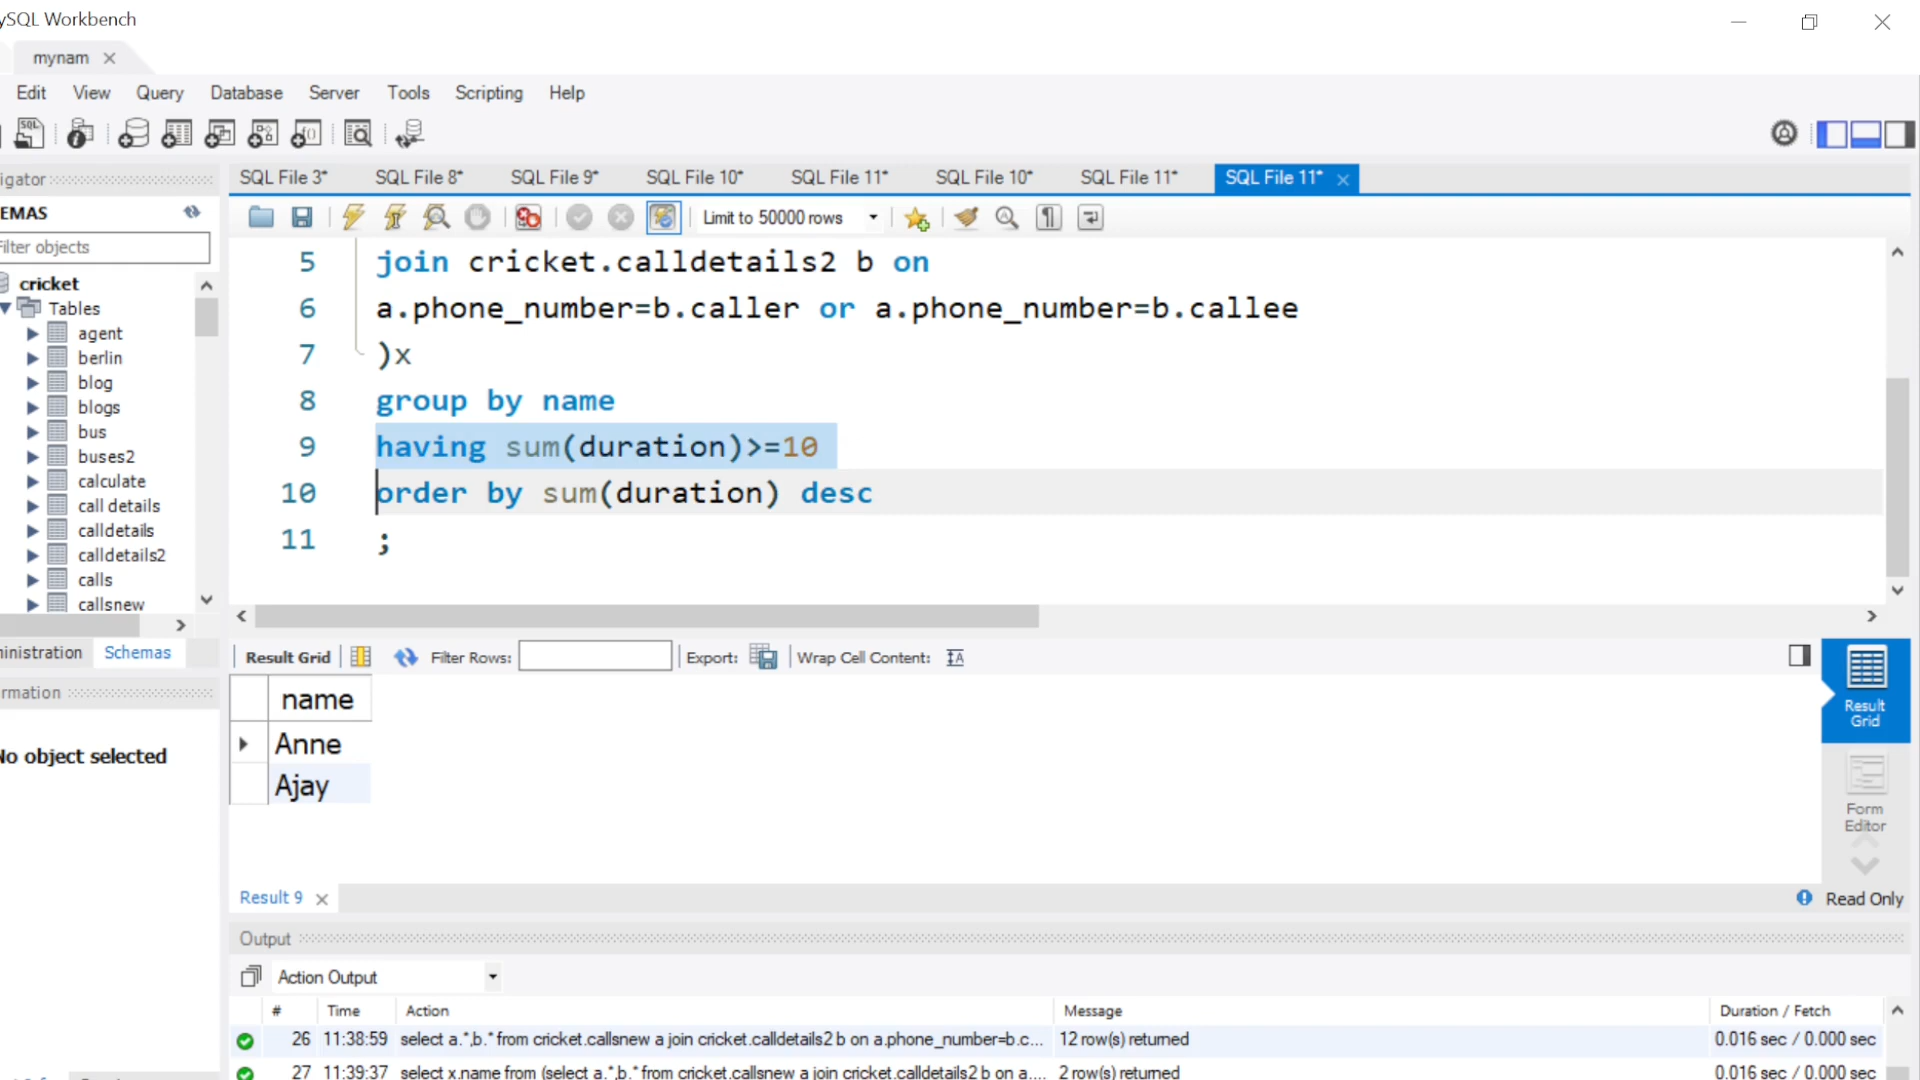 ySQL Workbench
mynam
Edit View Query Database Server Tools Scripting Help
igator
SQL File 3* SQL File 8* SQL File 9* SQL File 10* SQL File 11* SQL File 10* SQL File 11* SQL File 11*
EMAS
Limit to 50000 rows
Filter objects
cricket
Tables
agent
berlin
blog
blogs
bus
buses2
calculate
call details
calldetails
calldetails2
calls
callsnew
5 join cricket.calldetails2 b on
6 a.phone_number=b.caller or a.phone_number=b.callee
7 )x
8 group by name
9 having sum(duration)>=10
10 order by sum(duration) desc
11 ;
inistration Schemas
rmation
No object selected
Result Grid Filter Rows: Export: Wrap Cell Content:
name
Anne
Ajay
Result Grid
Form Editor
Result 9
Read Only
Output
Action Output
# Time Action Message Duration / Fetch
26 11:38:59 select a.*,b.* from cricket.callsnew a join cricket.calldetails2 b on a.phone_number=b.c... 12 row(s) returned 0.016 sec / 0.000 sec
27 11:39:37 select x.name from (select a.*,b.* from cricket.callsnew a join cricket.calldetails2 b on a.... 2 row(s) returned 0.016 sec / 0.000 sec